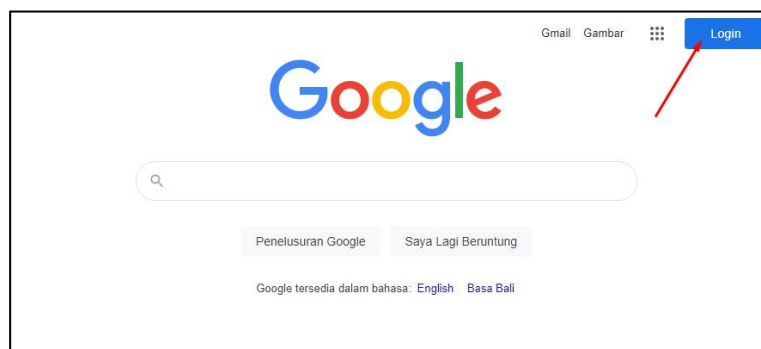 Gmail Gambar Login
Google
Penelusuran Google Saya Lagi Beruntung
Google tersedia dalam bahasa: English Basa Bali